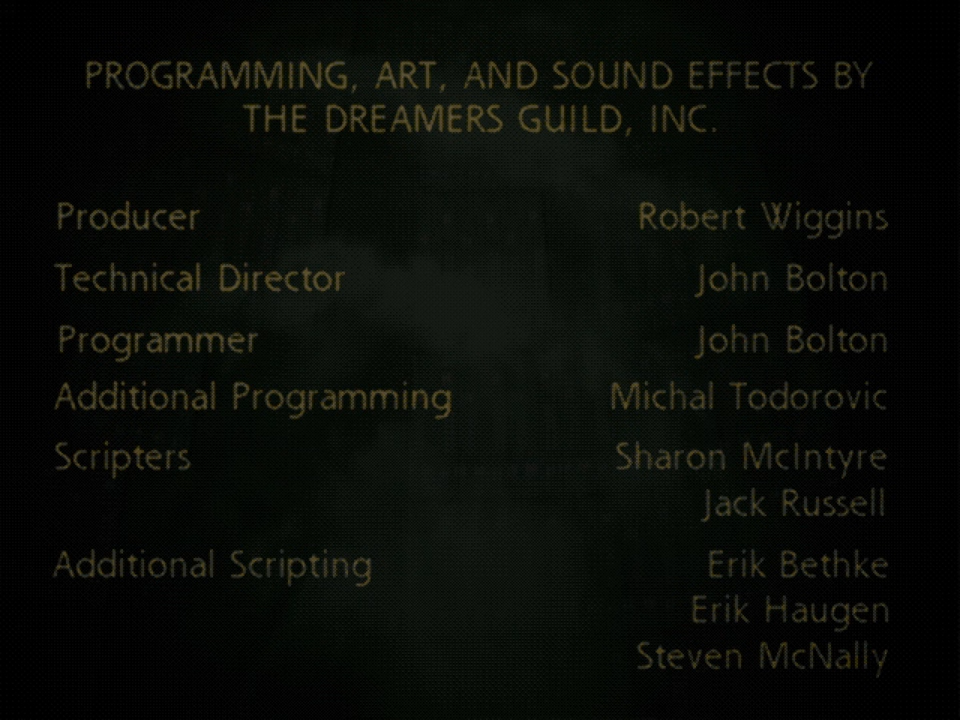 PROGRAMMING, ART, AND SOUND EFFECTS BY
THE DREAMERS GUILD, INC.
Producer Robert Wiggins
Technical Director John Bolton
Programmer John Bolton
Additional Programming Michal Todorovic
Scripters Sharon McIntyre
Jack Russell
Additional Scripting Erik Bethke
Erik Haugen
Steven McNally